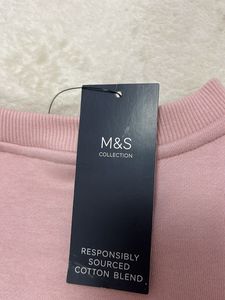 M&S
COLLECTION
RESPONSIBLY
SOURCED
COTTON BLEND